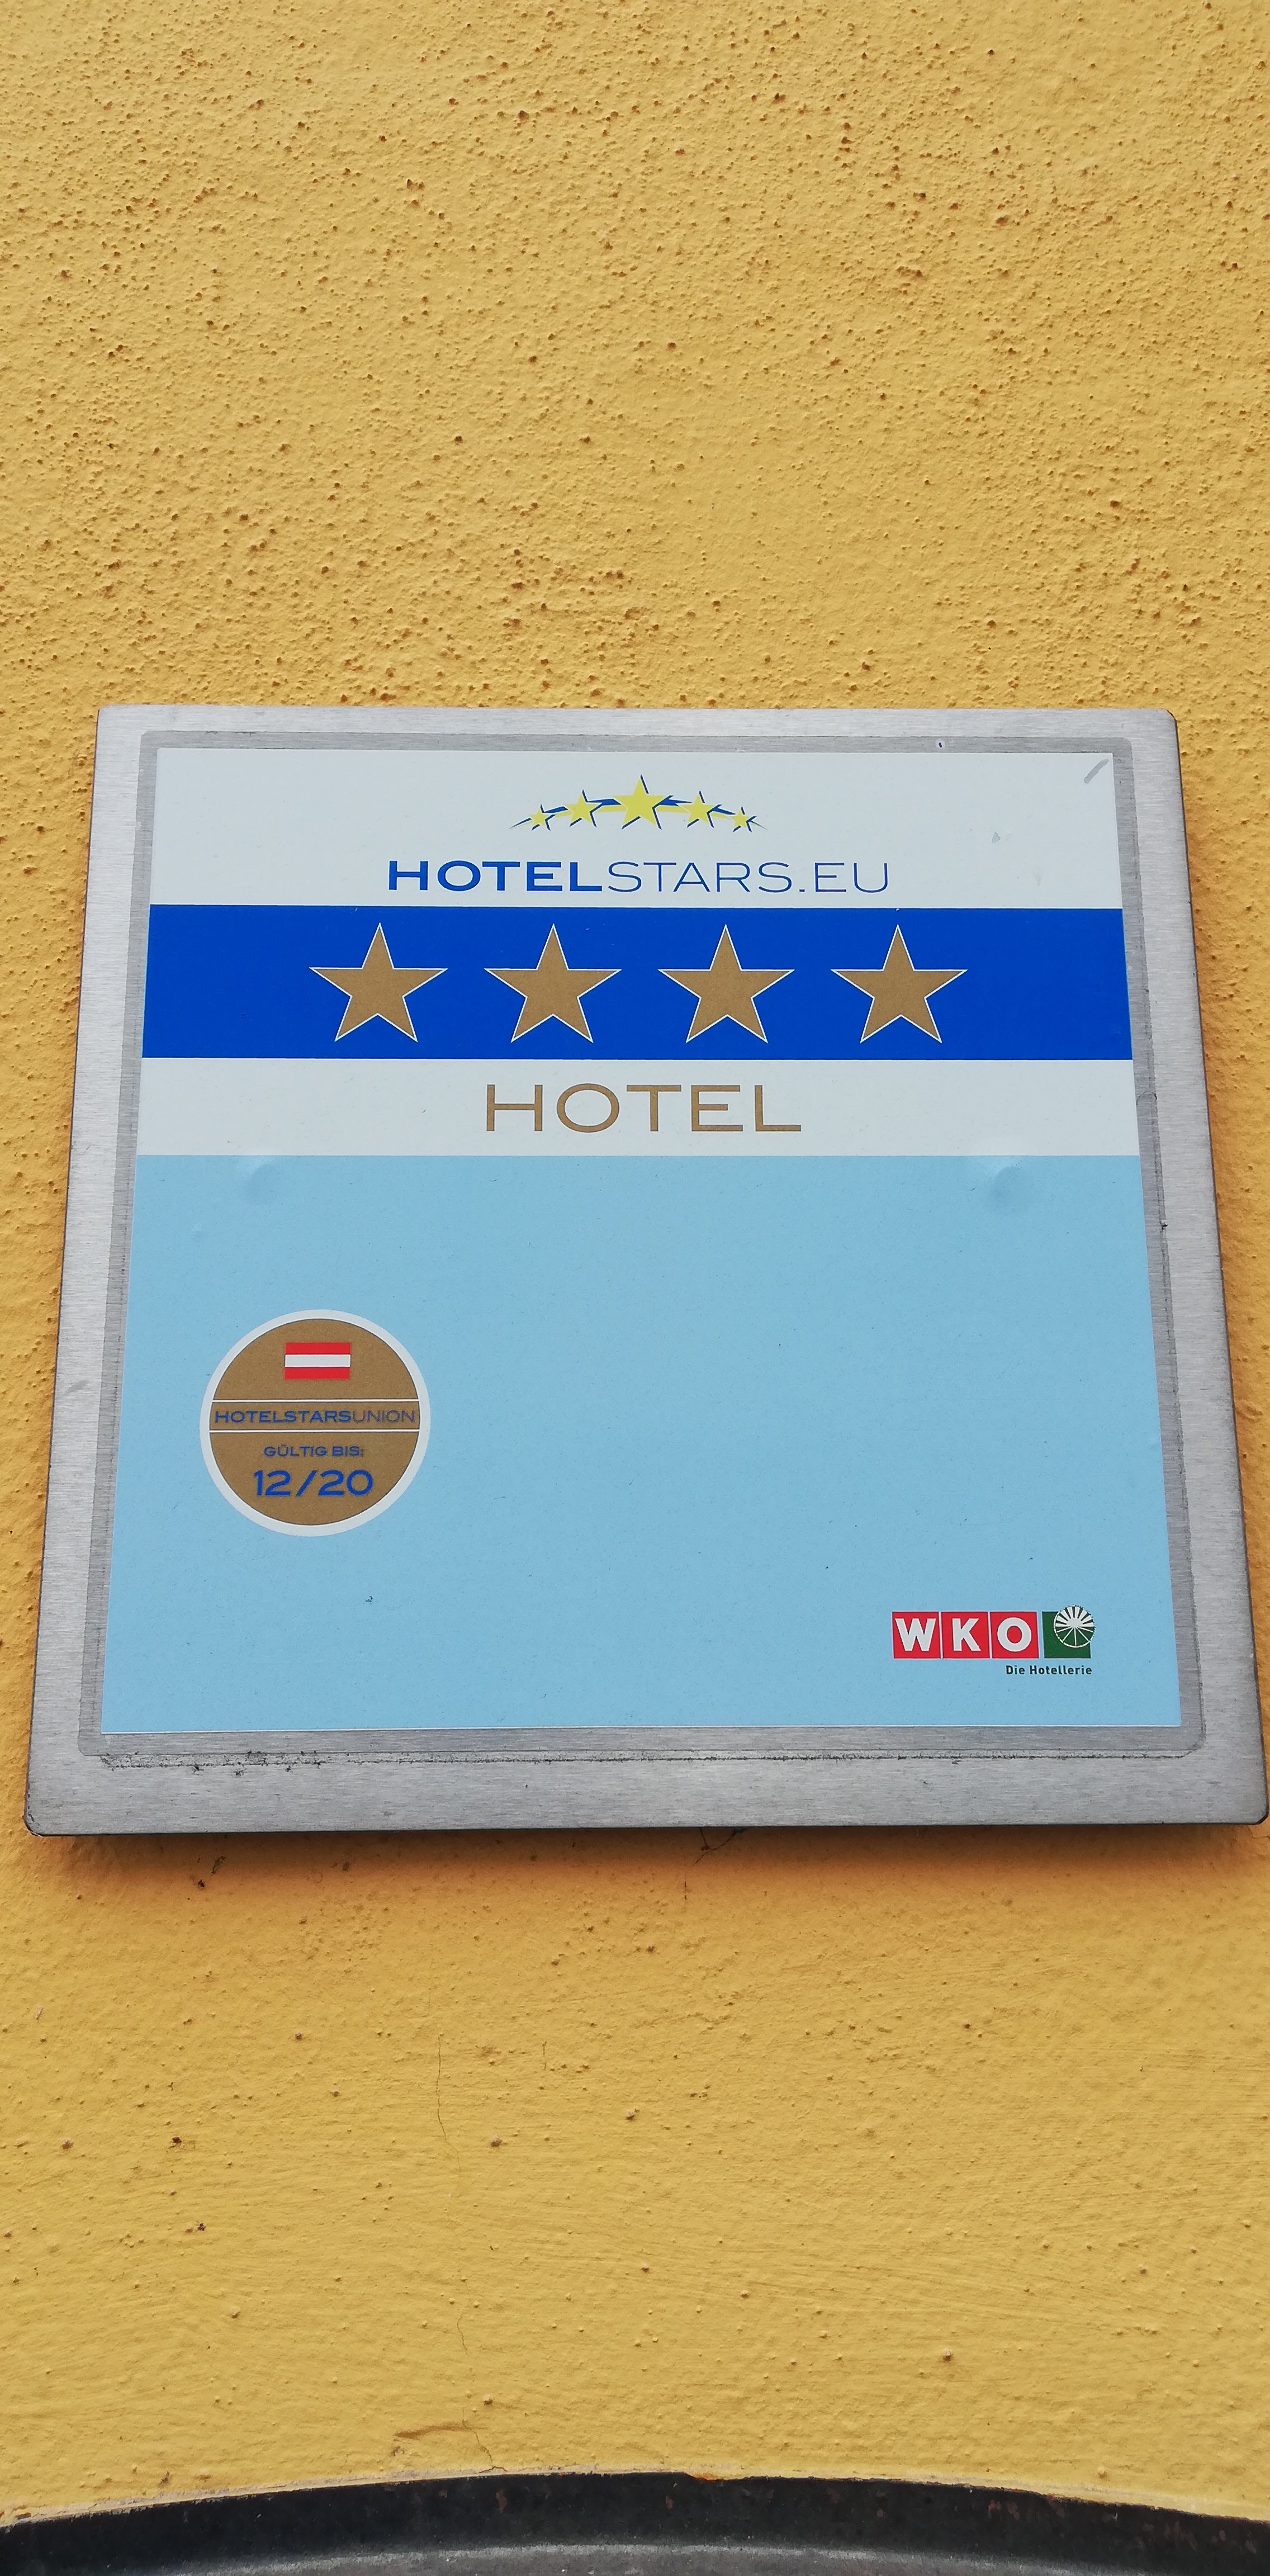 HOTELSTARS.EU
HOTEL
HOTELSTARSUNION
GÜLTIG BIS:
12/20
WKO
Die Hotellerie